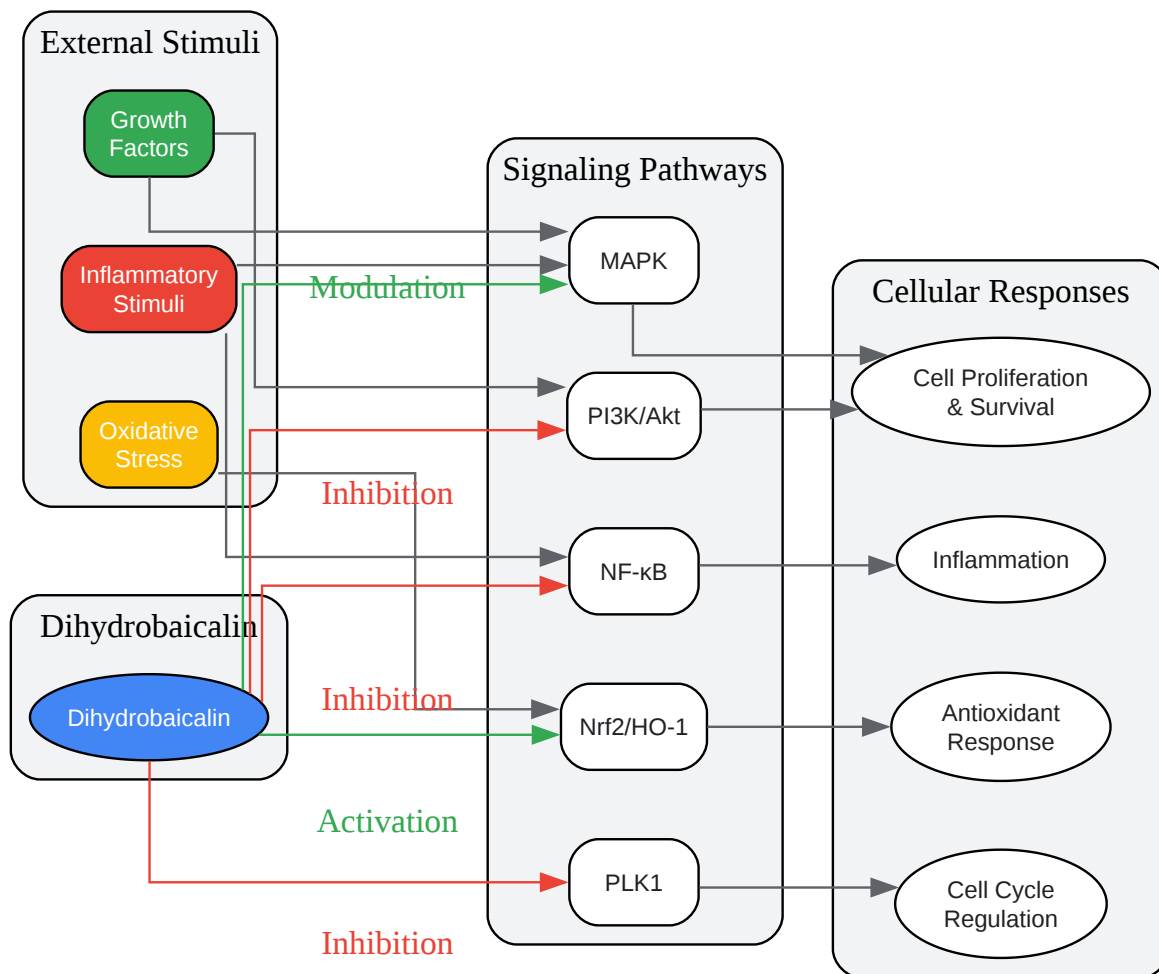 External Stimuli
Growth
Factors
Inflammatory
Stimuli
Oxidative
Stress
Dihydrobaicalin
Dihydrobaicalin
Modulation
Inhibition
Inhibition
Activation
Inhibition
Signaling Pathways
MAPK
PI3K/Akt
NF-κB
Nrf2/HO-1
PLK1
Cellular Responses
Cell Proliferation
& Survival
Inflammation
Antioxidant
Response
Cell Cycle
Regulation